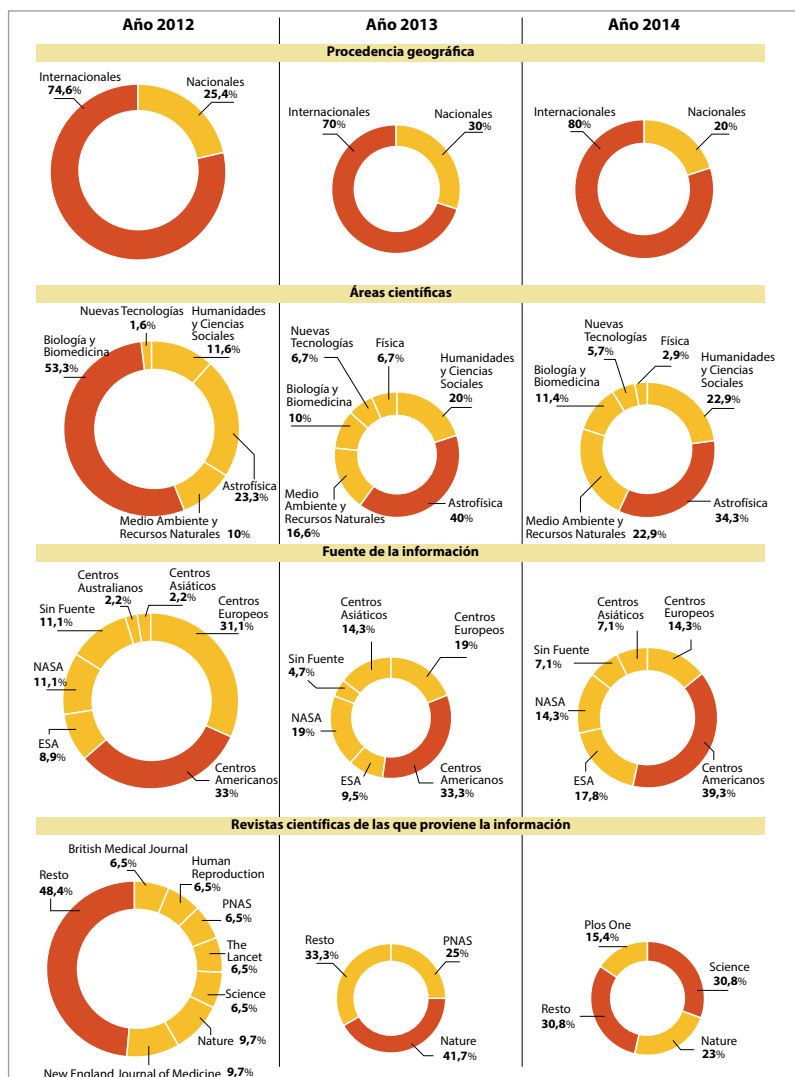 Año 2012
Año 2013
Año 2014
Procedencia geográfica
Internacionales
74,6%
Nacionales
25,4%
Internacionales
70%
Nacionales
30%
Internacionales
80%
Nacionales
20%
Áreas científicas
Nuevas Tecnologías
1,6%
Humanidades
y Ciencias
Sociales
11,6%
Biología y
Biomedicina
53,3%
Astrofísica
23,3%
Medio Ambiente y
Recursos Naturales 10%
Nuevas
Tecnologías
6,7%
Física
6,7%
Humanidades
y Ciencias
Sociales
20%
Biología y
Biomedicina
10%
Medio
Ambiente y
Recursos Naturales
16,6%
Astrofísica
40%
Nuevas
Tecnologías
5,7%
Física
2,9%
Humanidades
y Ciencias
Sociales
22,9%
Biología y
Biomedicina
11,4%
Medio Ambiente y
Recursos Naturales 22,9%
Astrofísica
34,3%
Fuente de la información
Centros
Australianos
2,2%
Centros
Asiáticos
2,2%
Centros
Europeos
31,1%
Sin Fuente
11,1%
NASA
11,1%
ESA
8,9%
Centros
Americanos
33%
Centros
Asiáticos
14,3%
Centros
Europeos
19%
Sin Fuente
4,7%
NASA
19%
ESA
9,5%
Centros
Americanos
33,3%
Centros
Asiáticos
7,1%
Centros
Europeos
14,3%
Sin Fuente
7,1%
NASA
14,3%
ESA
17,8%
Centros
Americanos
39,3%
Revistas científicas de las que proviene la información
British Medical Journal
6,5%
Human
Reproduction
6,5%
Resto
48,4%
PNAS
6,5%
The
Lancet
6,5%
Science
6,5%
Nature 9,7%
New England Journal of Medicine 9,7%
Resto
33,3%
PNAS
25%
Nature
41,7%
Plos One
15,4%
Science
30,8%
Resto
30,8%
Nature
23%